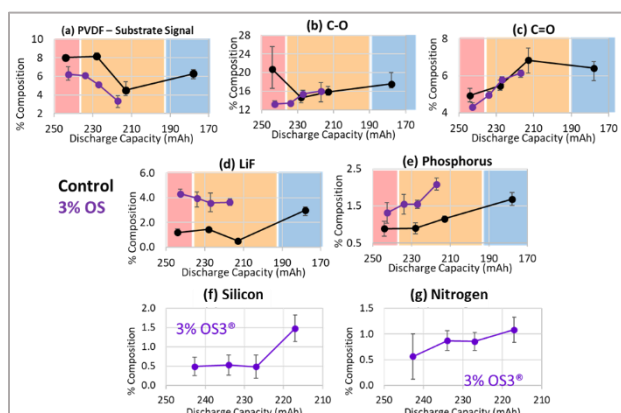 (a) PVDF – Substrate Signal
(b) C-O
(c) C=O
% Composition
10
8
6
4
2
250 230 210 190 170
Discharge Capacity (mAh)
% Composition
28
24
20
16
12
250 230 210 190 170
Discharge Capacity (mAh)
% Composition
8
6
4
250 230 210 190 170
Discharge Capacity (mAh)
Control
3% OS
(d) LiF
% Composition
6.0
4.0
2.0
0.0
250 230 210 190 170
Discharge Capacity (mAh)
(e) Phosphorus
% Composition
2.5
1.5
0.5
250 230 210 190 170
Discharge Capacity (mAh)
(f) Silicon
3% OS3®
% Composition
2.0
1.5
1.0
0.5
0.0
250 240 230 220 210
Discharge Capacity (mAh)
(g) Nitrogen
3% OS3®
% Composition
1.5
1.0
0.5
0.0
250 240 230 220 210
Discharge Capacity (mAh)